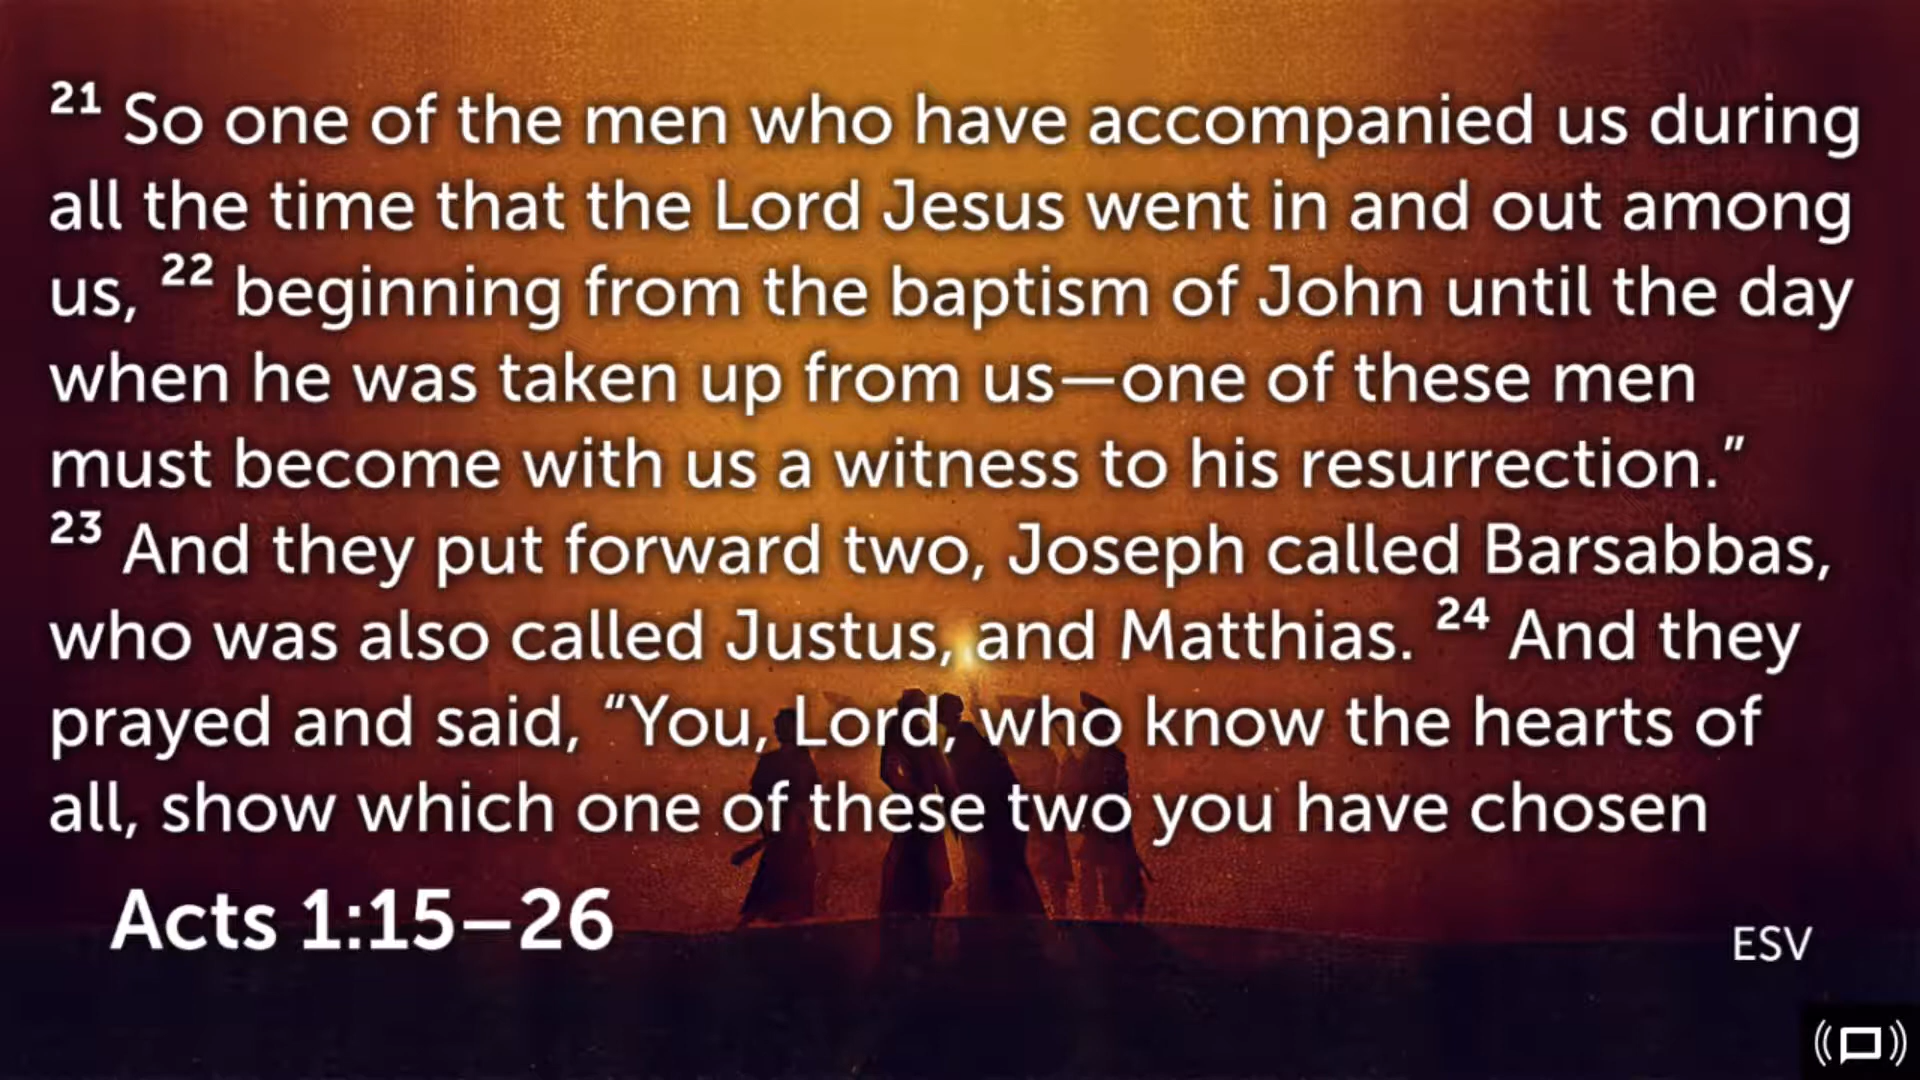 21 So one of the men who have accompanied us during
all the time that the Lord Jesus went in and out among
us, 22 beginning from the baptism of John until the day
when he was taken up from us—one of these men
must become with us a witness to his resurrection.”
23 And they put forward two, Joseph called Barsabbas,
who was also called Justus, and Matthias. 24 And they
prayed and said, “You, Lord, who know the hearts of
all, show which one of these two you have chosen
Acts 1:15–26
ESV